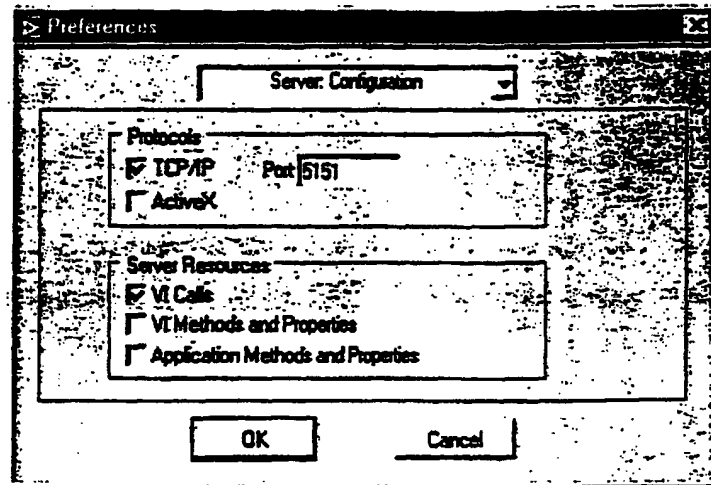 Preferences
Server: Configuration
Protocols
TCP/IP Port 5151
ActiveX
Server Resources
VI Calls
VI Methods and Properties
Application Methods and Properties
OK Cancel